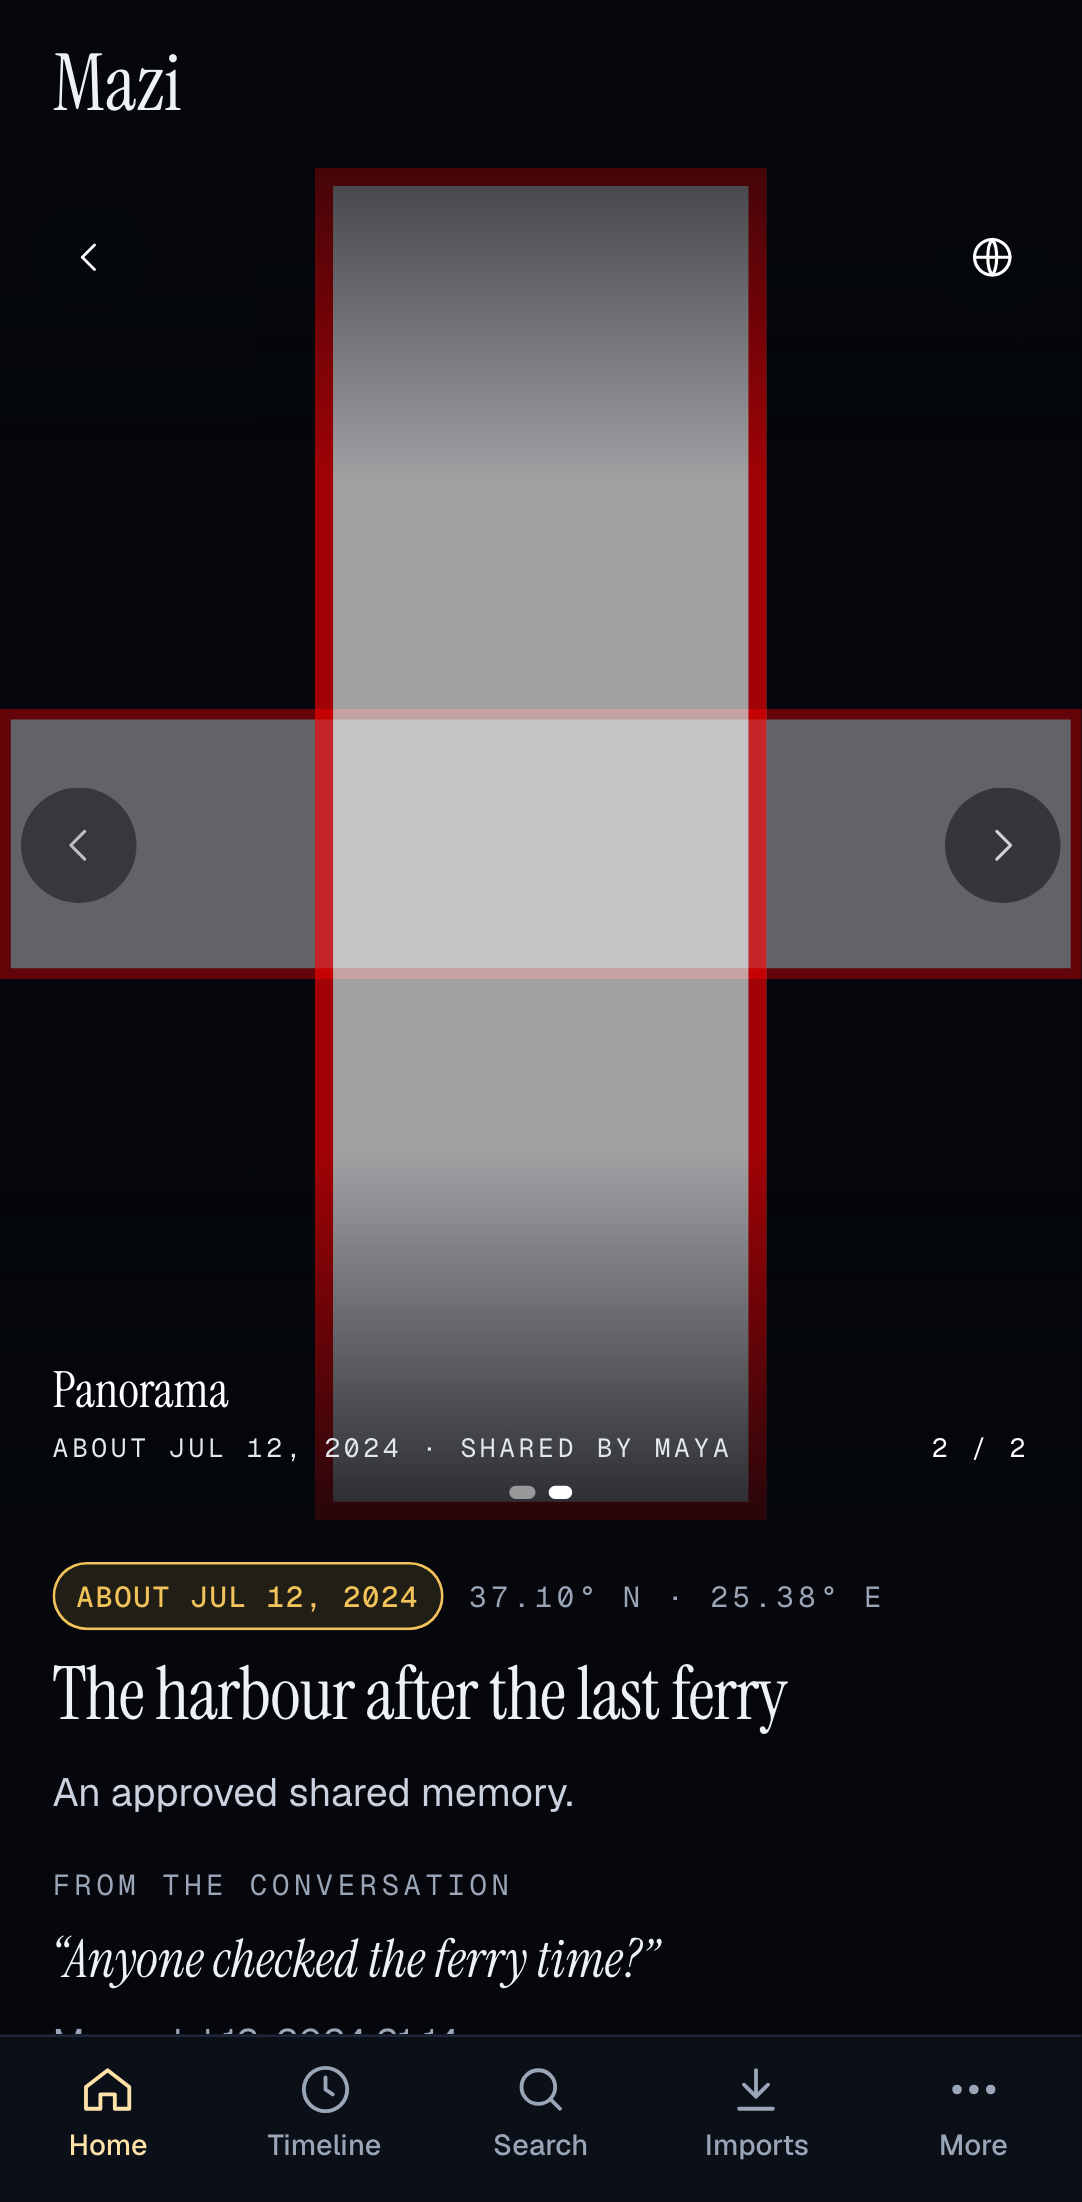 Mazi
Panorama
ABOUT JUL 12, 2024 · SHARED BY MAYA
2 / 2
ABOUT JUL 12, 2024
37.10° N · 25.38° E
The harbour after the last ferry
An approved shared memory.
FROM THE CONVERSATION
“Anyone checked the ferry time?”
Home
Timeline
Search
Imports
More